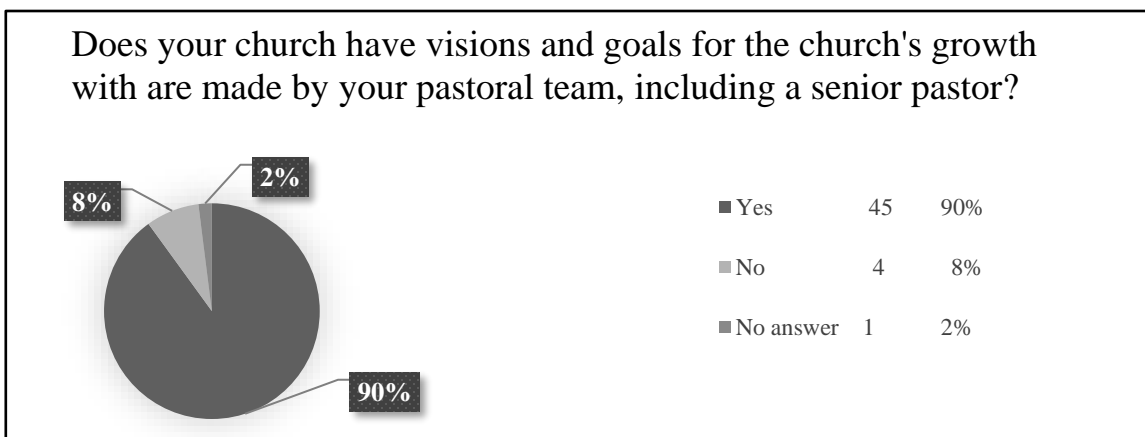 Does your church have visions and goals for the church's growth
with are made by your pastoral team, including a senior pastor?
2%
8%
90%
Yes 45 90%
No 4 8%
No answer 1 2%